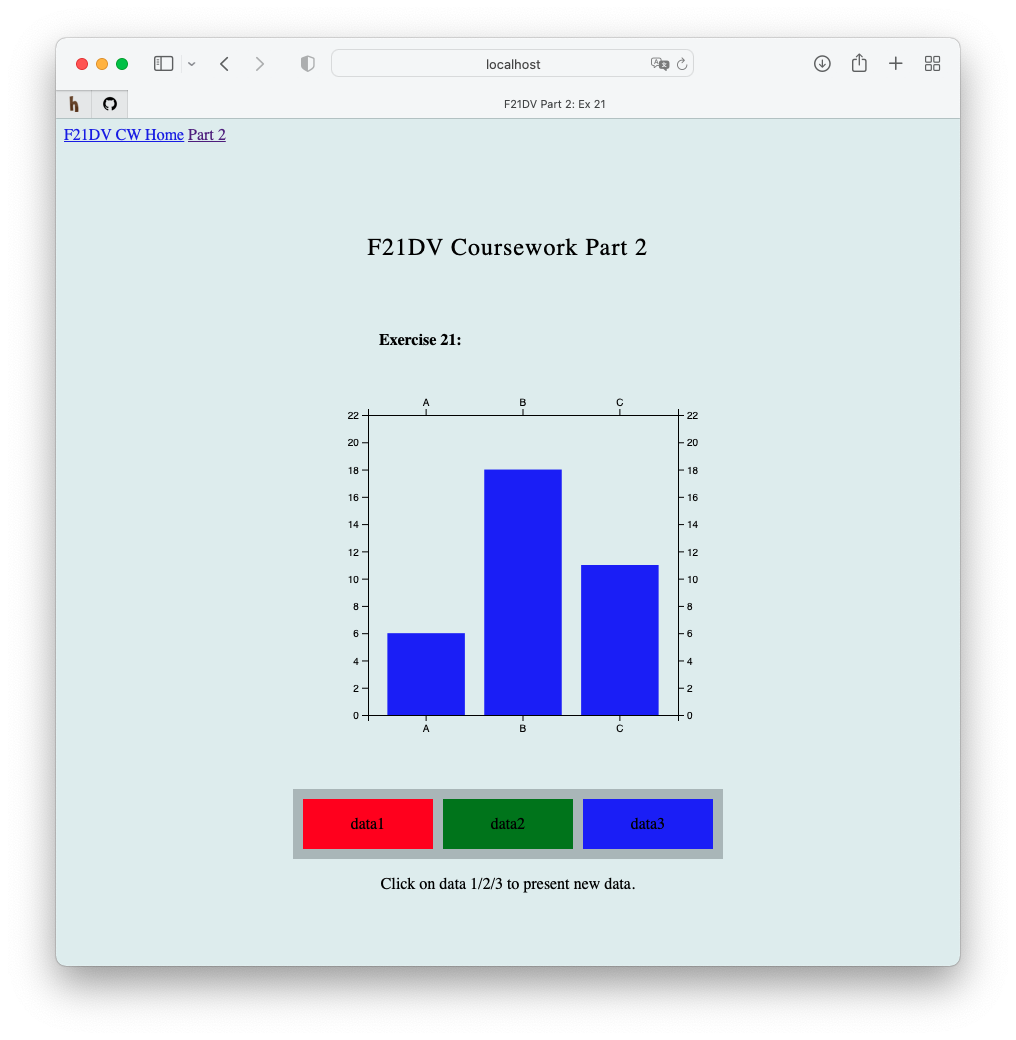 localhost
F21DV Part 2: Ex 21
F21DV CW Home Part 2
F21DV Coursework Part 2
Exercise 21:
A B C
22 22
20 20
18 18
16 16
14 14
12 12
10 10
8 8
6 6
4 4
2 2
0 0
A B C
data1 data2 data3
Click on data 1/2/3 to present new data.